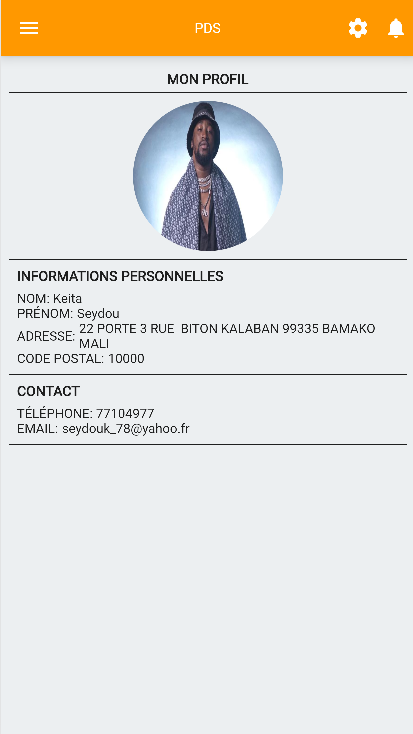 PDS
MON PROFIL
INFORMATIONS PERSONNELLES
NOM: Keita
PRÉNOM: Seydou
ADRESSE: 22 PORTE 3 RUE BITON KALABAN 99335 BAMAKO
MALI
CODE POSTAL: 10000
CONTACT
TÉLÉPHONE: 77104977
EMAIL: seydouk_78@yahoo.fr